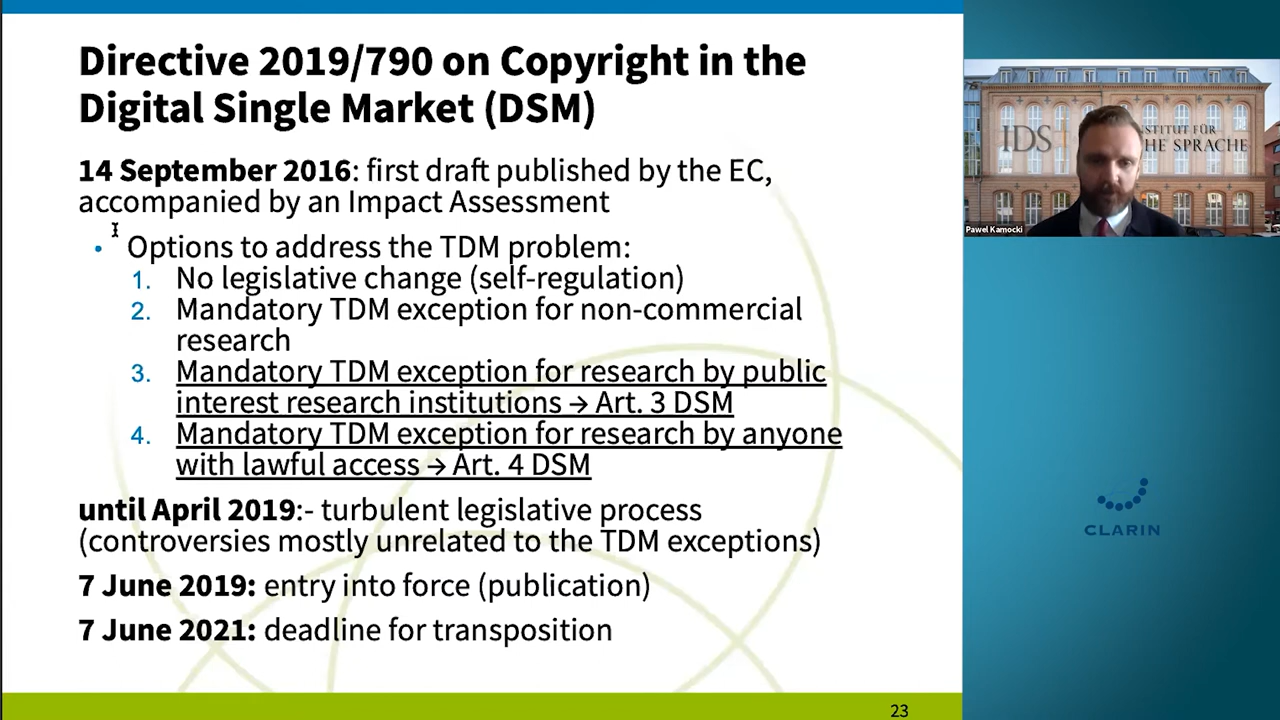 Directive 2019/790 on Copyright in the
Digital Single Market (DSM)
14 September 2016: first draft published by the EC,
accompanied by an Impact Assessment
• Options to address the TDM problem:
1. No legislative change (self-regulation)
2. Mandatory TDM exception for non-commercial
research
3. Mandatory TDM exception for research by public
interest research institutions → Art. 3 DSM
4. Mandatory TDM exception for research by anyone
with lawful access → Art. 4 DSM
until April 2019:- turbulent legislative process
(controversies mostly unrelated to the TDM exceptions)
7 June 2019: entry into force (publication)
7 June 2021: deadline for transposition
23
IDS
STITUT FÜR
HE SPRACHE
Pawel Kamocki
CLARIN